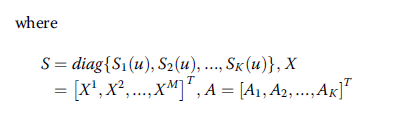 where
S = diag{S₁(u), S₂(u), ..., S_K(u)}, X
= [X¹, X², ..., X^M]^T, A = [A₁, A₂, ..., A_K]^T